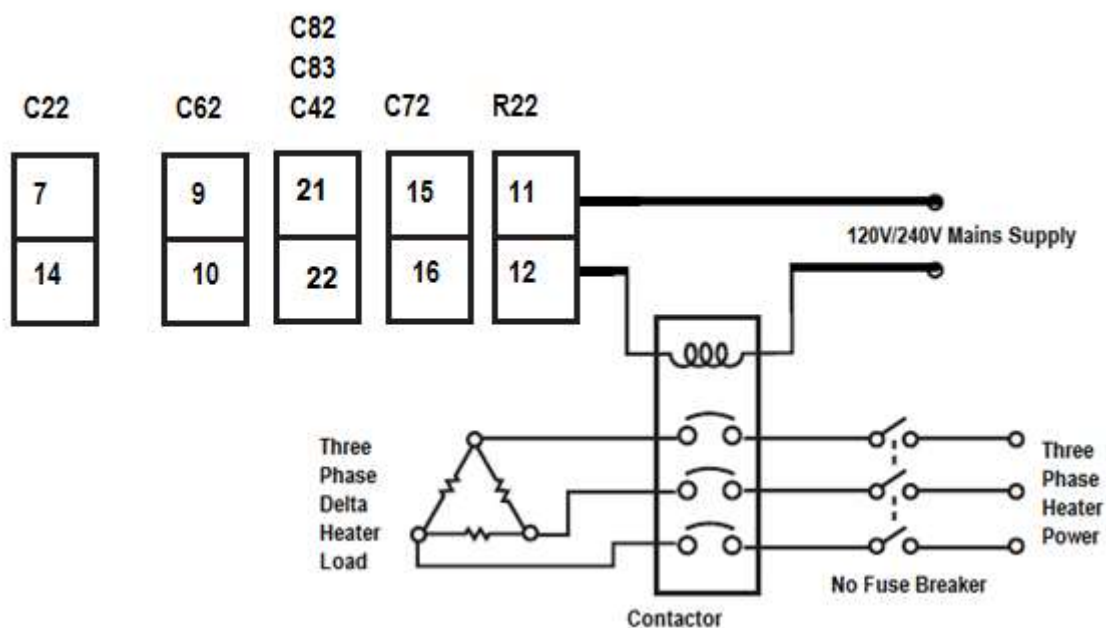 C82
C83
C22 C62 C42 C72 R22
7 9 21 15 11
14 10 22 16 12
120V/240V Mains Supply
Three
Phase
Delta
Heater
Load
Three
Phase
Heater
Power
No Fuse Breaker
Contactor